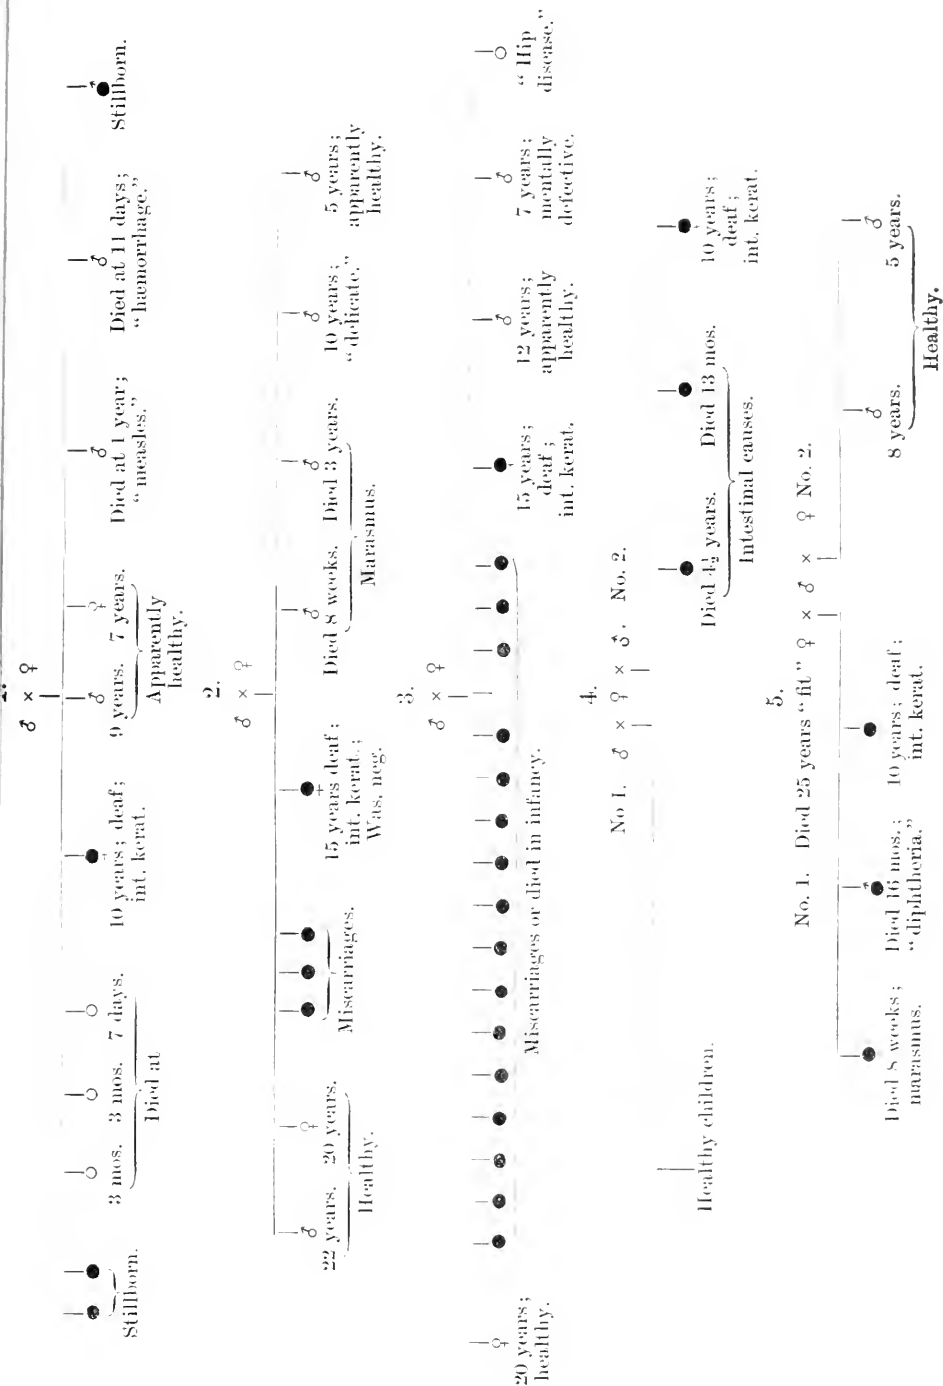 1.
♂ × ♀
Stillborn.
3 mos. 3 mos. 7 days.
Died at
10 years; deaf;
int. kerat.
9 years. 7 years.
Apparently
healthy.
Died at 1 year;
“measles.”
Died at 11 days;
“hæmorrhage.”
Stillborn.
2.
♂ × ♀
22 years. 20 years.
Healthy.
Miscarriages.
15 years deaf;
int. kerat.;
Was. neg.
Died 8 weeks. Died 3 years.
Marasmus.
10 years;
“delicate.”
5 years;
apparently
healthy.
3.
♂ × ♀
20 years;
healthy.
Miscarriages or died in infancy.
15 years;
deaf;
int. kerat.
12 years;
apparently
healthy.
7 years;
mentally
defective.
“Hip
disease.”
4.
No 1. ♂ × ♀ × ♂. No. 2.
Healthy children.
Died 4½ years. Died 13 mos.
Intestinal causes.
10 years;
deaf;
int. kerat.
5.
No. 1. Died 25 years “fit” ♀ × ♂ × ♀ No. 2.
Died 8 weeks;
marasmus.
Died 16 mos.;
“diphtheria.”
10 years; deaf;
int. kerat.
8 years. 5 years.
Healthy.